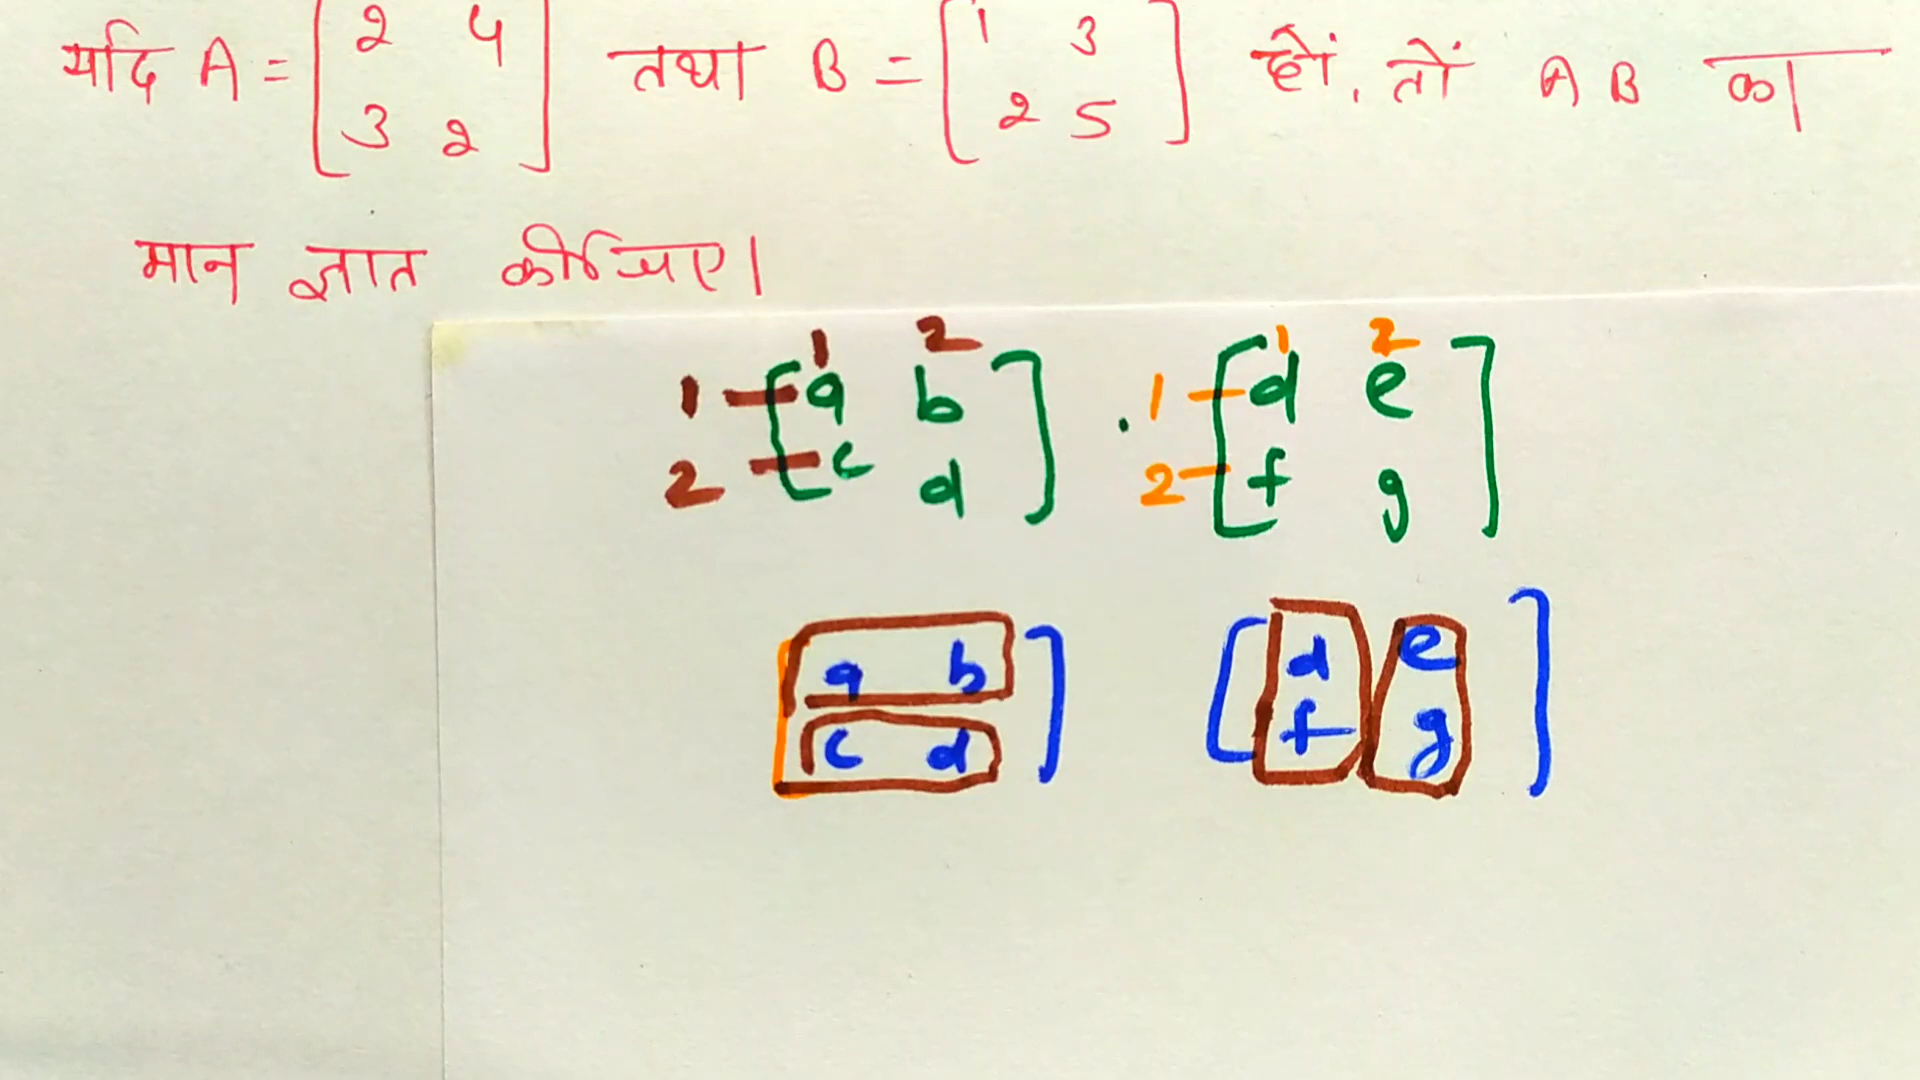 यदि A = [ 2 4 तथा B = [ 1 3 ] हों, तों AB का
3 2 ] 2 5
मान ज्ञात कीजिए।
1 2 1 2
1 [ a b ] . 1 [ d e ]
2 c d 2 f g
[ a b ] [ d e ]
c d f g